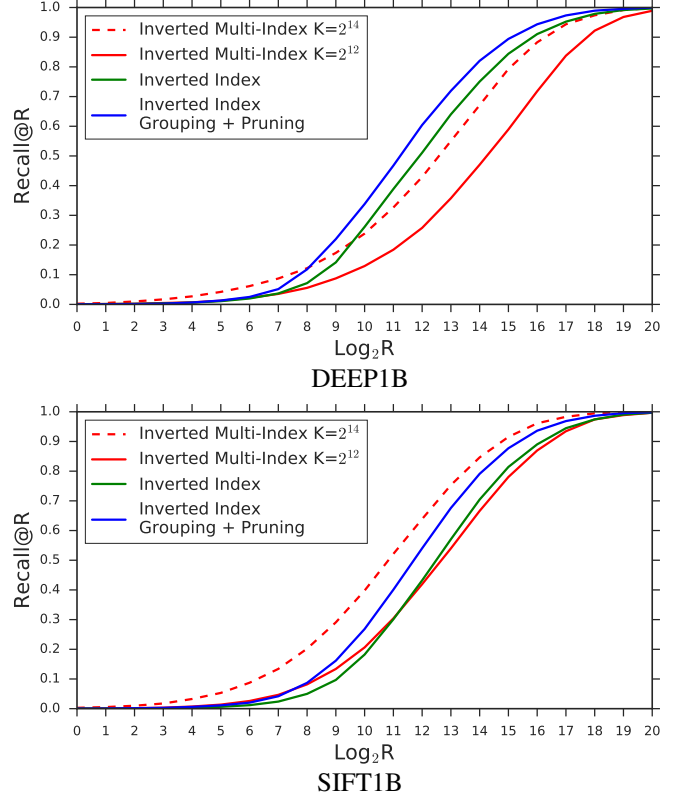 1.0
0.9
0.8
0.7
0.6
0.5
0.4
0.3
0.2
0.1
0.0
Recall@R
Inverted Multi-Index K=2^14
Inverted Multi-Index K=2^12
Inverted Index
Inverted Index
Grouping + Pruning
0 1 2 3 4 5 6 7 8 9 10 11 12 13 14 15 16 17 18 19 20
Log₂R
DEEP1B
1.0
0.9
0.8
0.7
0.6
0.5
0.4
0.3
0.2
0.1
0.0
Recall@R
Inverted Multi-Index K=2^14
Inverted Multi-Index K=2^12
Inverted Index
Inverted Index
Grouping + Pruning
0 1 2 3 4 5 6 7 8 9 10 11 12 13 14 15 16 17 18 19 20
Log₂R
SIFT1B